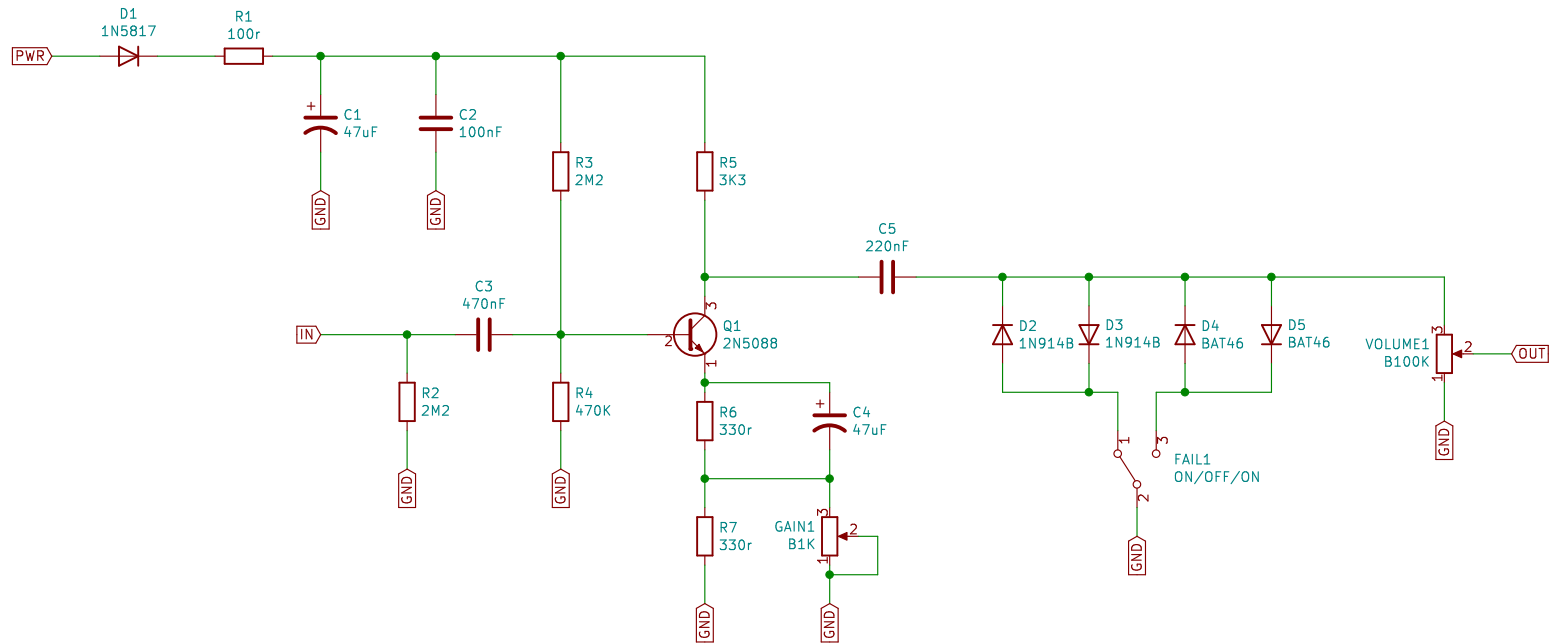 D1
1N5817
R1
100r
PWR
C1
47uF
+
C2
100nF
GND
GND
R3
2M2
R5
3K3
C5
220nF
C3
470nF
IN
3
Q1
2N5088
2
1
D2
1N914B
D3
1N914B
D4
BAT46
D5
BAT46
VOLUME1
B100K
3
2
1
OUT
GND
R2
2M2
GND
R4
470K
GND
R6
330r
+
C4
47uF
1
3
FAIL1
ON/OFF/ON
2
GND
R7
330r
GAIN1
B1K
3
2
1
GND
GND